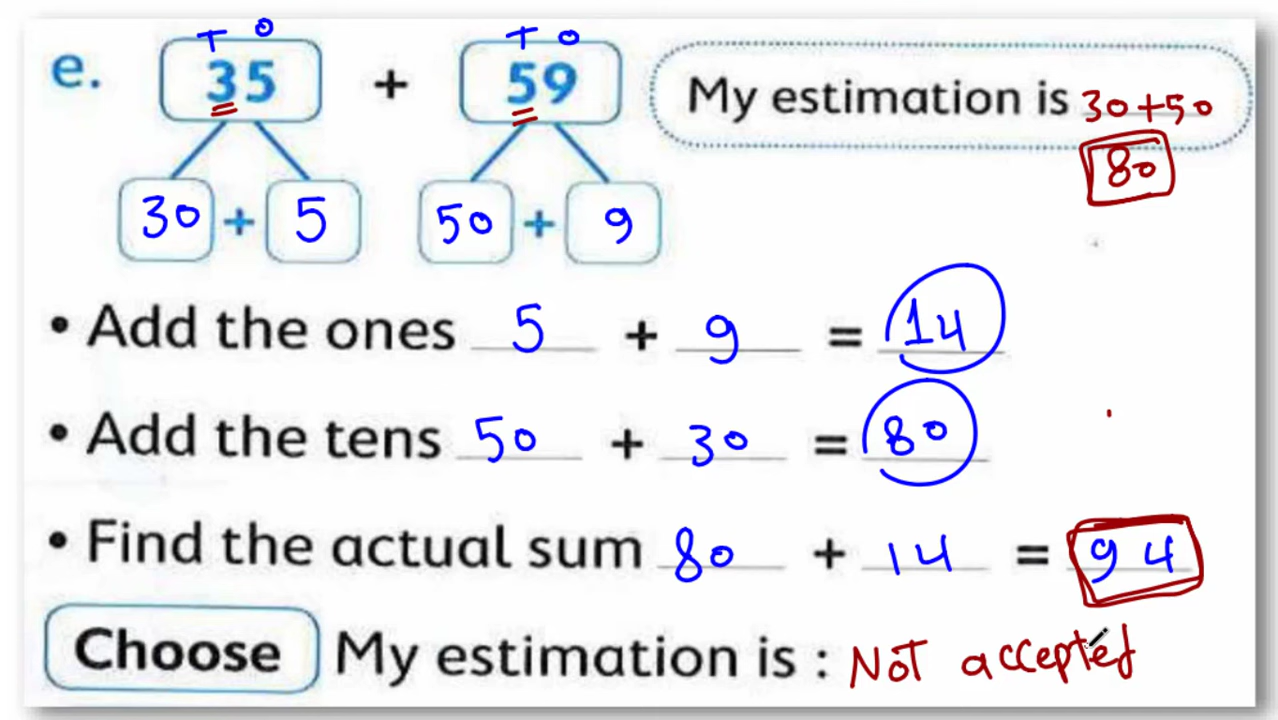 T O T O
e. 35 + 59 My estimation is 30+50
80
30 + 5 50 + 9
• Add the ones 5 + 9 = 14
• Add the tens 50 + 30 = 80
• Find the actual sum 80 + 14 = 94
Choose My estimation is : Not accepted